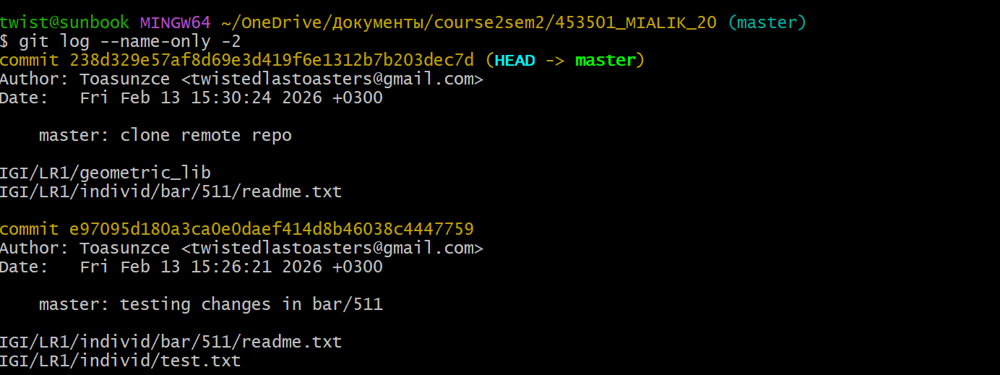 twist@sunbook MINGW64 ~/OneDrive/Документы/course2sem2/453501_MIALIK_20 (master)
$ git log --name-only -2
commit 238d329e57af8d69e3d419f6e1312b7b203dec7d (HEAD -> master)
Author: Toasunzce <twistedlastoasters@gmail.com>
Date:   Fri Feb 13 15:30:24 2026 +0300

    master: clone remote repo

IGI/LR1/geometric_lib
IGI/LR1/individ/bar/511/readme.txt

commit e97095d180a3ca0e0daef414d8b46038c4447759
Author: Toasunzce <twistedlastoasters@gmail.com>
Date:   Fri Feb 13 15:26:21 2026 +0300

    master: testing changes in bar/511

IGI/LR1/individ/bar/511/readme.txt
IGI/LR1/individ/test.txt